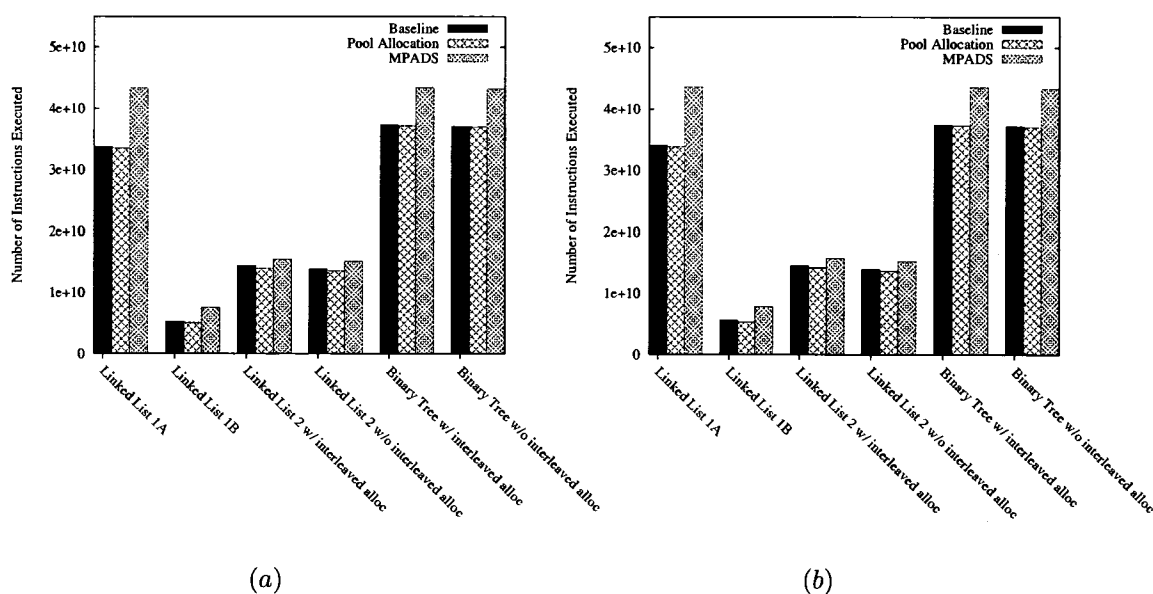 Baseline
Pool Allocation
MPADS
Number of Instructions Executed
5e+10
4e+10
3e+10
2e+10
1e+10
0
Linked List 1A
Linked List 1B
Linked List 2 w/ interleaved alloc
Linked List 2 w/o interleaved alloc
Binary Tree w/ interleaved alloc
Binary Tree w/o interleaved alloc
(a)
Baseline
Pool Allocation
MPADS
Number of Instructions Executed
5e+10
4e+10
3e+10
2e+10
1e+10
0
Linked List 1A
Linked List 1B
Linked List 2 w/ interleaved alloc
Linked List 2 w/o interleaved alloc
Binary Tree w/ interleaved alloc
Binary Tree w/o interleaved alloc
(b)